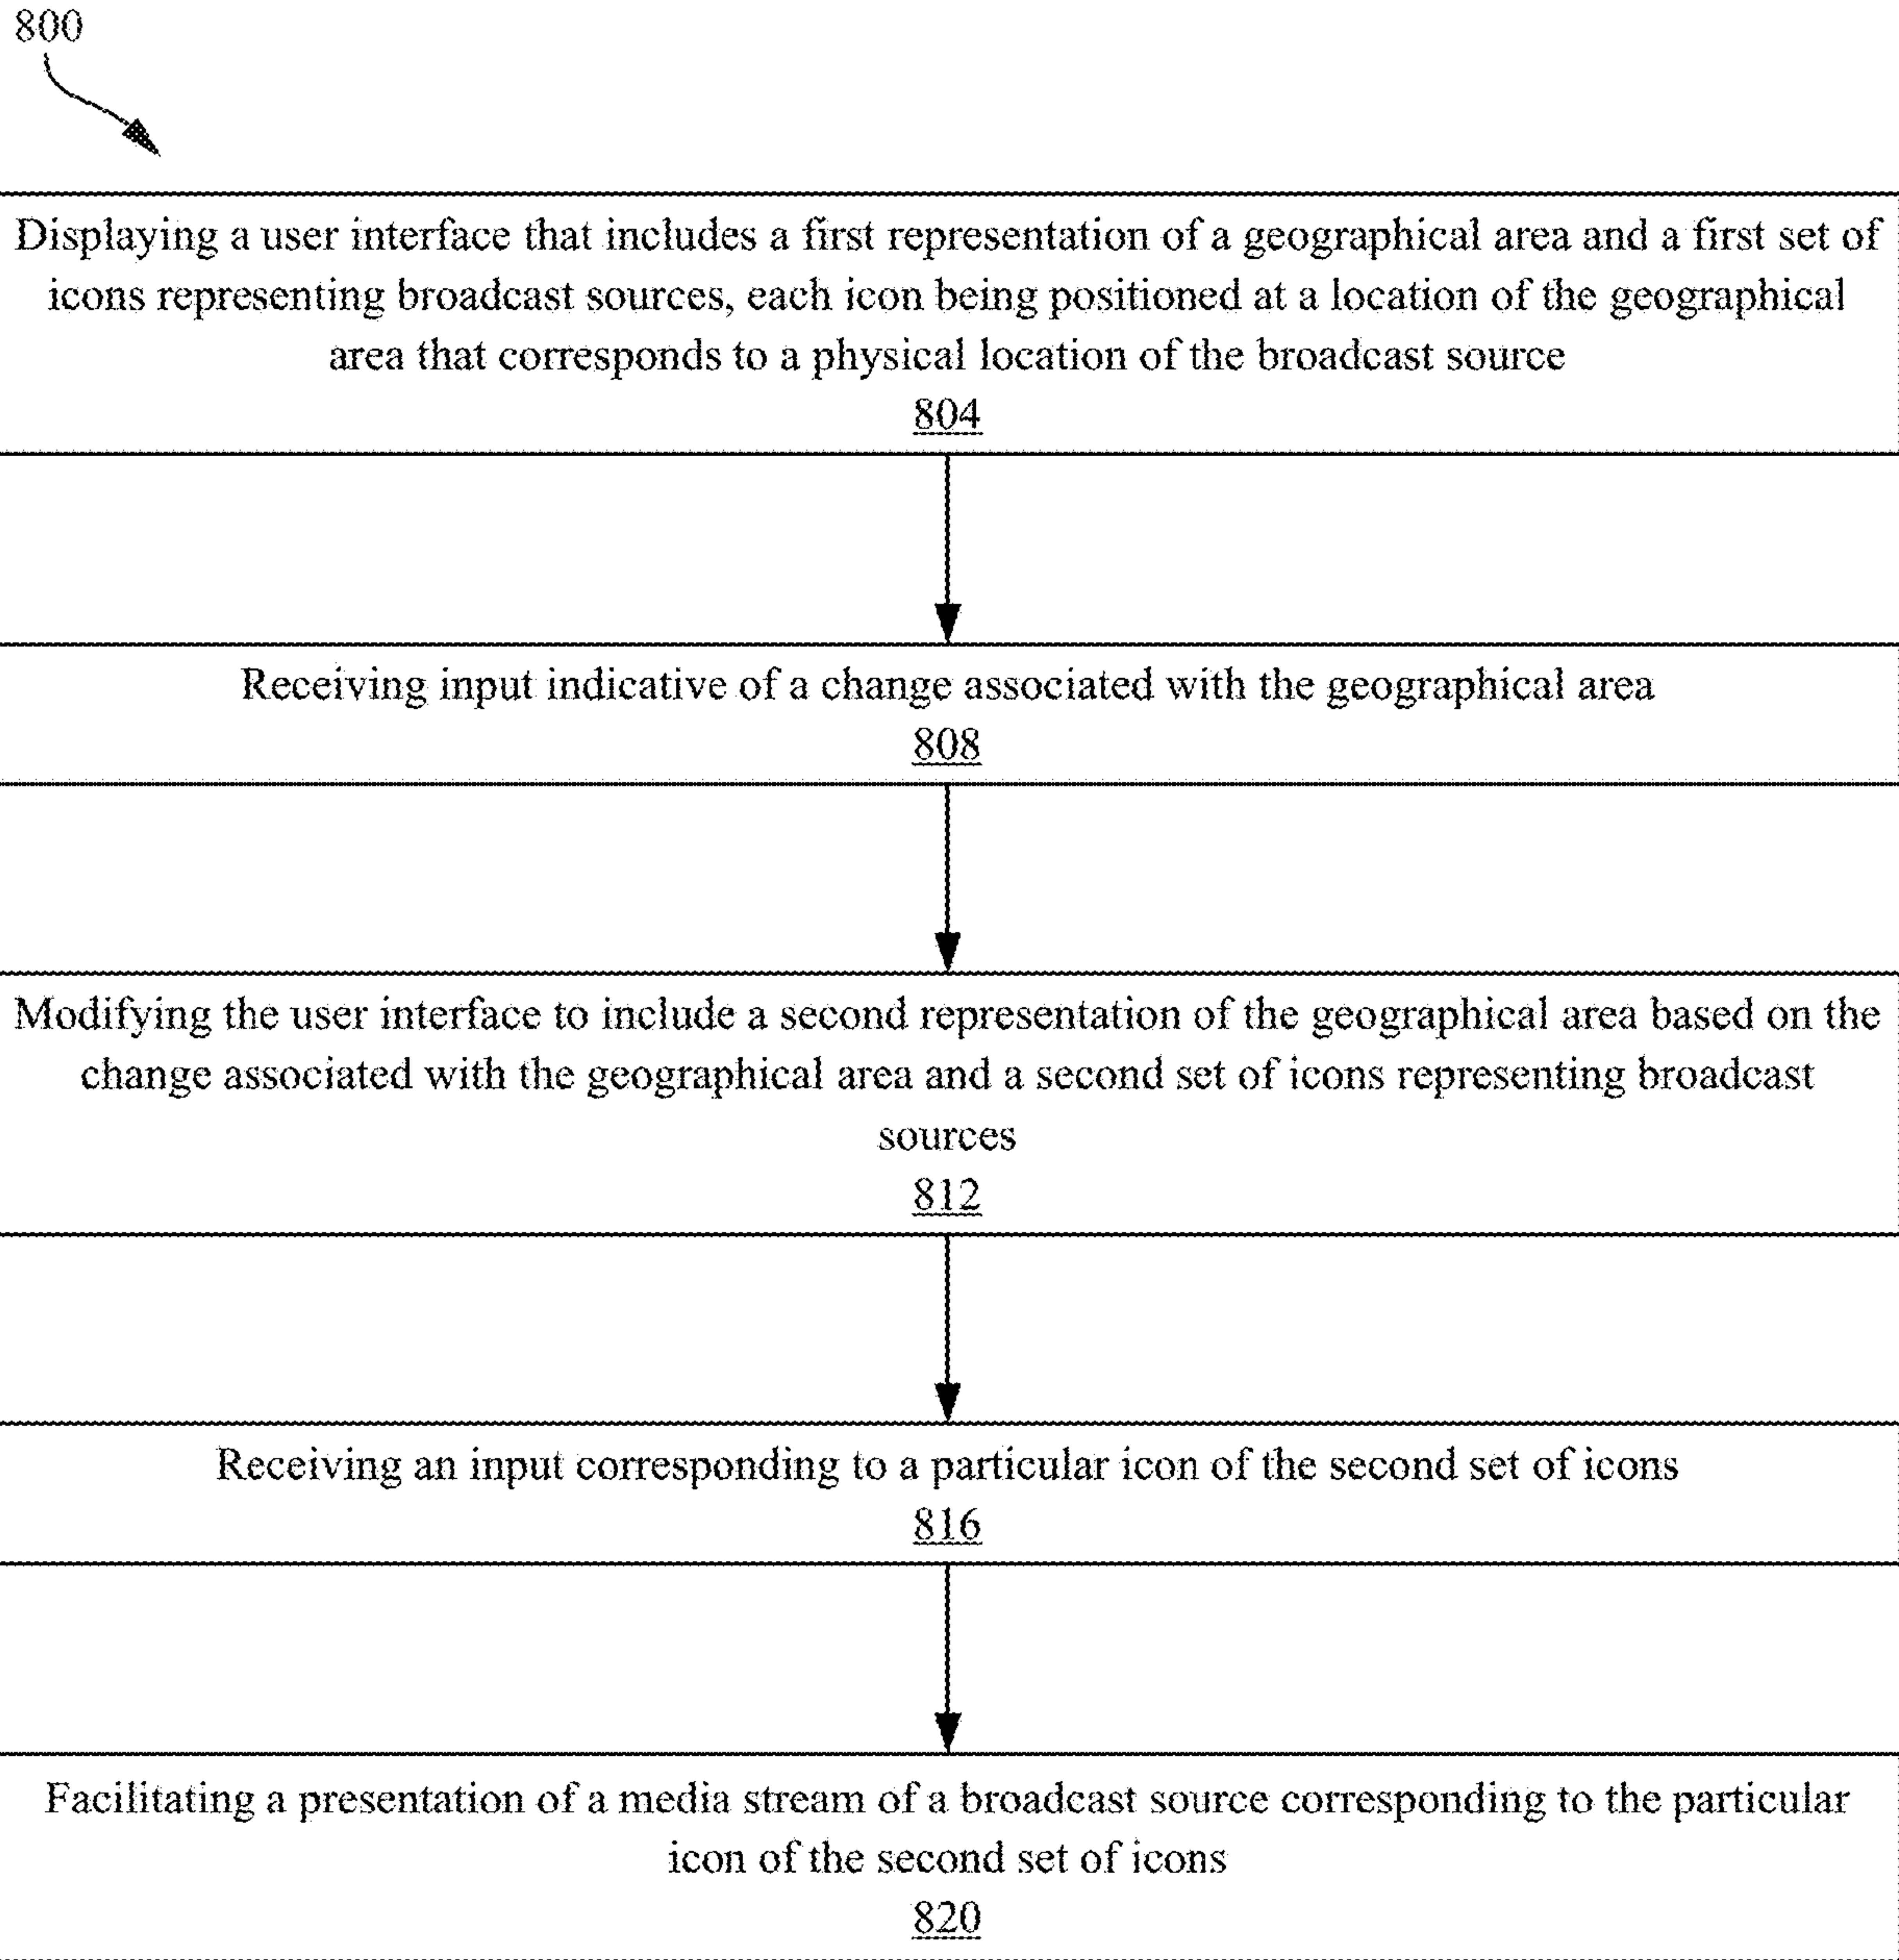 800
Displaying a user interface that includes a first representation of a geographical area and a first set of
icons representing broadcast sources, each icon being positioned at a location of the geographical
area that corresponds to a physical location of the broadcast source
804
Receiving input indicative of a change associated with the geographical area
808
Modifying the user interface to include a second representation of the geographical area based on the
change associated with the geographical area and a second set of icons representing broadcast
sources
812
Receiving an input corresponding to a particular icon of the second set of icons
816
Facilitating a presentation of a media stream of a broadcast source corresponding to the particular
icon of the second set of icons
820